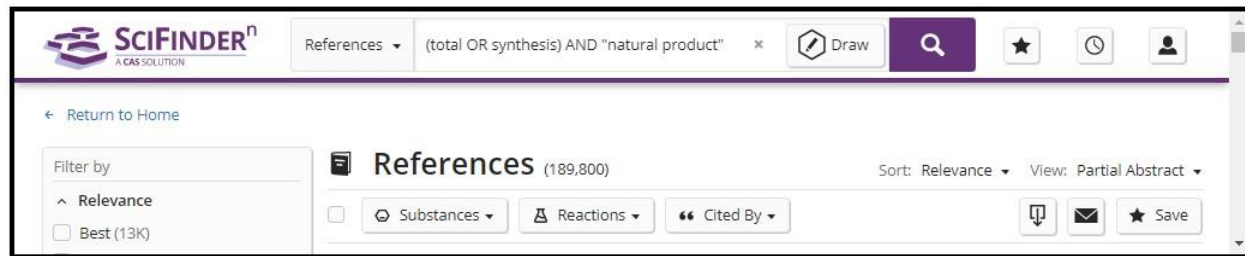 SCIFINDERⁿ
A CAS SOLUTION
References
(total OR synthesis) AND "natural product"
×
Draw
← Return to Home
Filter by
Relevance
Best (13K)
References (189,800)
Sort: Relevance View: Partial Abstract
Substances Reactions Cited By Save